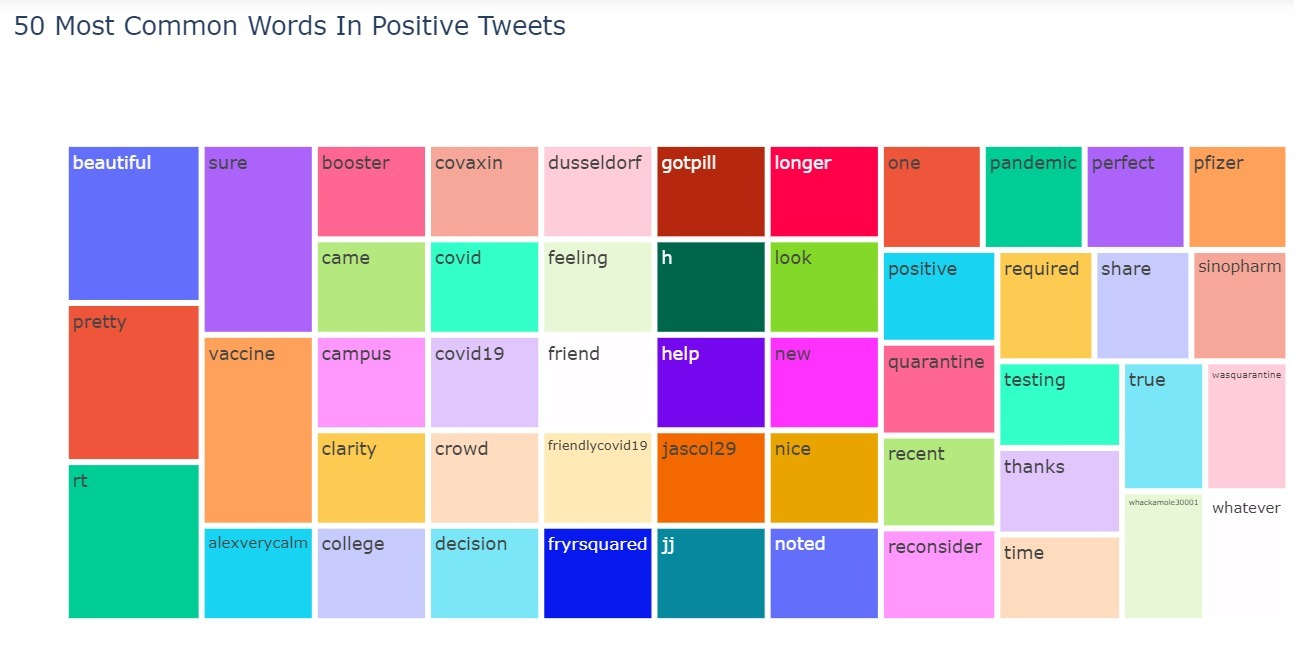 50 Most Common Words In Positive Tweets
beautiful
pretty
rt
sure
vaccine
alexverycalm
booster
came
campus
clarity
college
covaxin
covid
covid19
crowd
decision
dusseldorf
feeling
friend
friendlycovid19
fryrsquared
gotpill
h
help
jascol29
jj
longer
look
new
nice
noted
one
pandemic
perfect
pfizer
positive
quarantine
recent
reconsider
required
share
sinopharm
testing
thanks
time
true
wasquarantine
whackamole30001
whatever